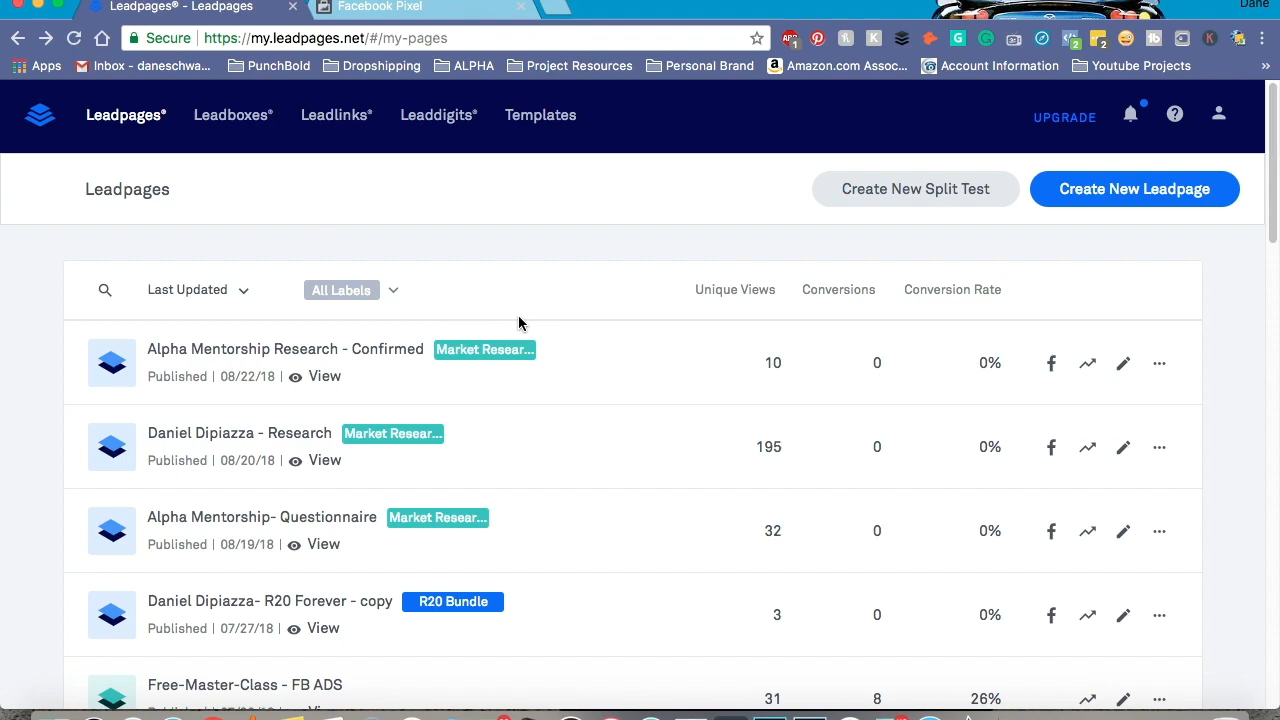 Leadpages® - Leadpages
Facebook Pixel
Dane
Secure https://my.leadpages.net/#/my-pages
Apps Inbox - daneschwa... PunchBold Dropshipping ALPHA Project Resources Personal Brand Amazon.com Assoc... Account Information Youtube Projects »
Leadpages® Leadboxes® Leadlinks® Leaddigits® Templates UPGRADE
Leadpages Create New Split Test Create New Leadpage
Last Updated All Labels Unique Views Conversions Conversion Rate
Alpha Mentorship Research - Confirmed Market Resear...
Published | 08/22/18 | View
10 0 0%
Daniel Dipiazza - Research Market Resear...
Published | 08/20/18 | View
195 0 0%
Alpha Mentorship- Questionnaire Market Resear...
Published | 08/19/18 | View
32 0 0%
Daniel Dipiazza- R20 Forever - copy R20 Bundle
Published | 07/27/18 | View
3 0 0%
Free-Master-Class - FB ADS
31 8 26%